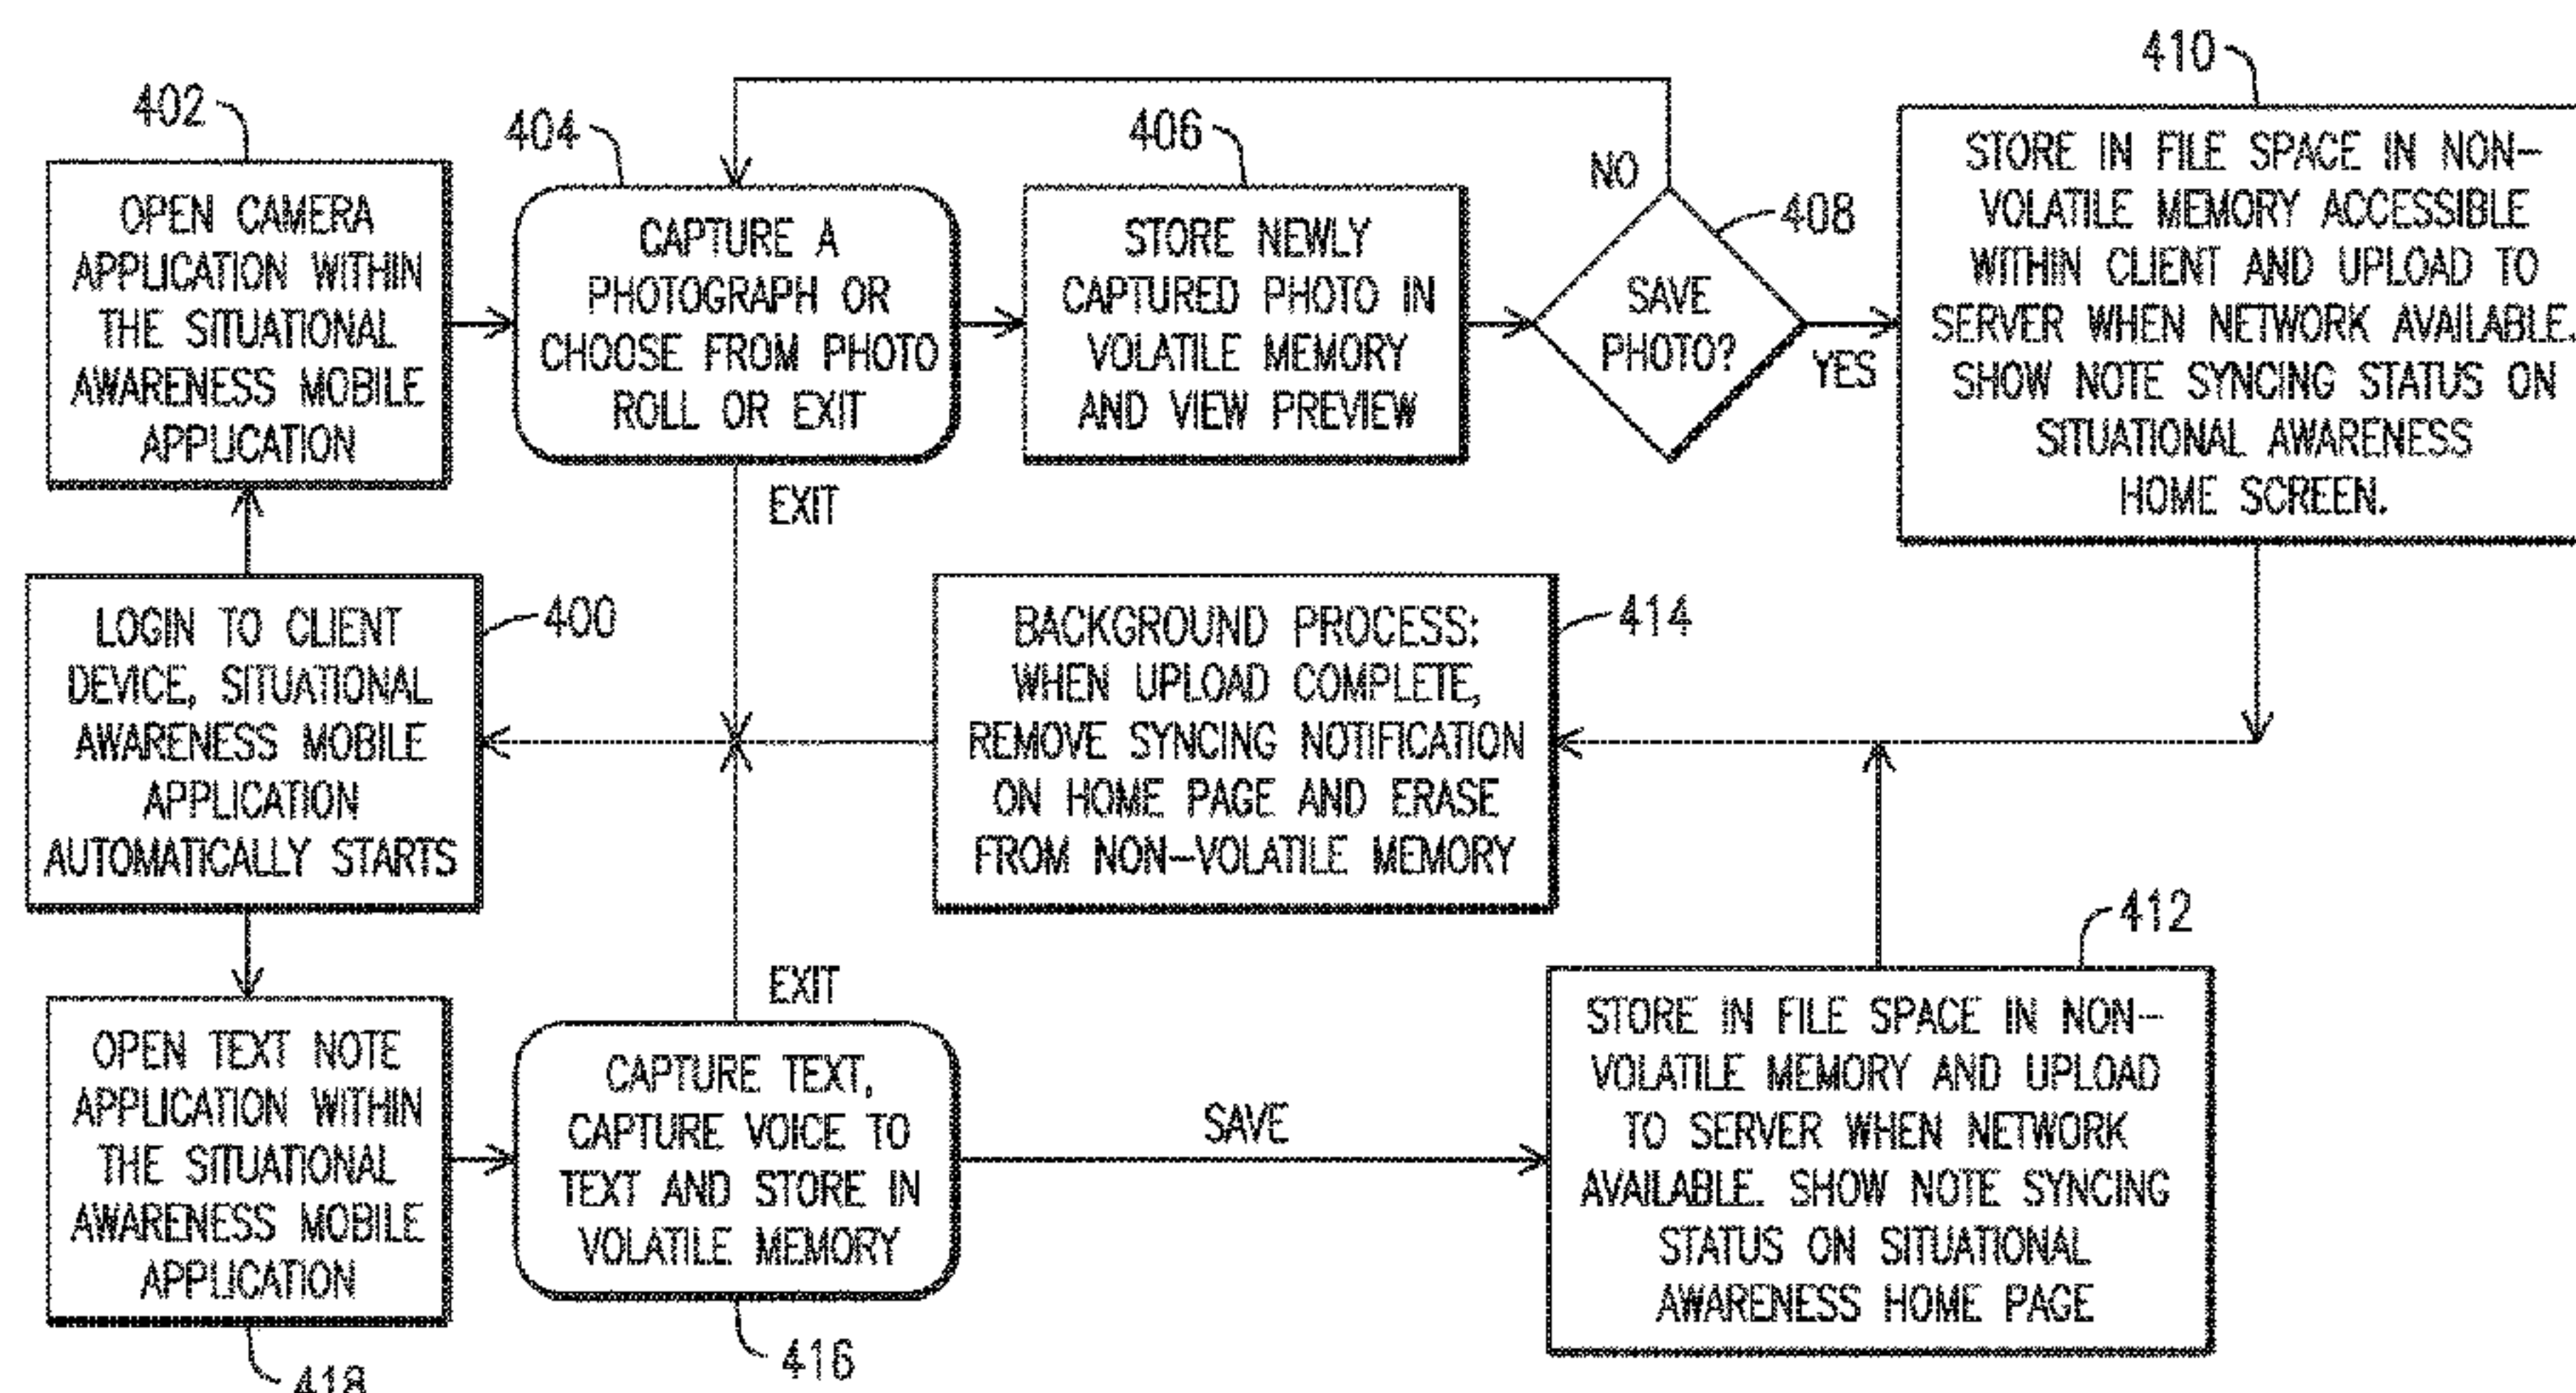 402
OPEN CAMERA
APPLICATION WITHIN
THE SITUATIONAL
AWARENESS MOBILE
APPLICATION
404
CAPTURE A
PHOTOGRAPH OR
CHOOSE FROM PHOTO
ROLL OR EXIT
406
STORE NEWLY
CAPTURED PHOTO IN
VOLATILE MEMORY
AND VIEW PREVIEW
NO
408
SAVE
PHOTO?
YES
410
STORE IN FILE SPACE IN NON-
VOLATILE MEMORY ACCESSIBLE
WITHIN CLIENT AND UPLOAD TO
SERVER WHEN NETWORK AVAILABLE.
SHOW NOTE SYNCING STATUS ON
SITUATIONAL AWARENESS
HOME SCREEN.
EXIT
LOGIN TO CLIENT
DEVICE, SITUATIONAL
AWARENESS MOBILE
APPLICATION
AUTOMATICALLY STARTS
400
BACKGROUND PROCESS:
WHEN UPLOAD COMPLETE,
REMOVE SYNCING NOTIFICATION
ON HOME PAGE AND ERASE
FROM NON-VOLATILE MEMORY
414
412
EXIT
OPEN TEXT NOTE
APPLICATION WITHIN
THE SITUATIONAL
AWARENESS MOBILE
APPLICATION
418
CAPTURE TEXT,
CAPTURE VOICE TO
TEXT AND STORE IN
VOLATILE MEMORY
416
SAVE
STORE IN FILE SPACE IN NON-
VOLATILE MEMORY AND UPLOAD
TO SERVER WHEN NETWORK
AVAILABLE. SHOW NOTE SYNCING
STATUS ON SITUATIONAL
AWARENESS HOME PAGE